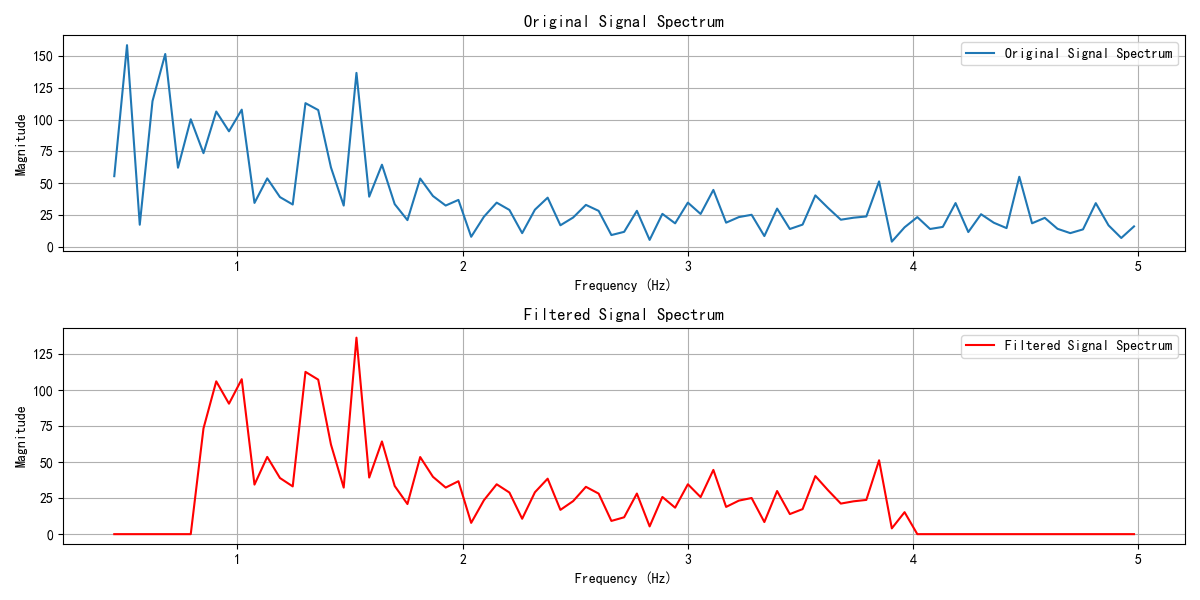 Original Signal Spectrum
Original Signal Spectrum
150
125
100
75
50
25
0
Magnitude
1 2 3 4 5
Frequency (Hz)
Filtered Signal Spectrum
Filtered Signal Spectrum
125
100
75
50
25
0
Magnitude
1 2 3 4 5
Frequency (Hz)